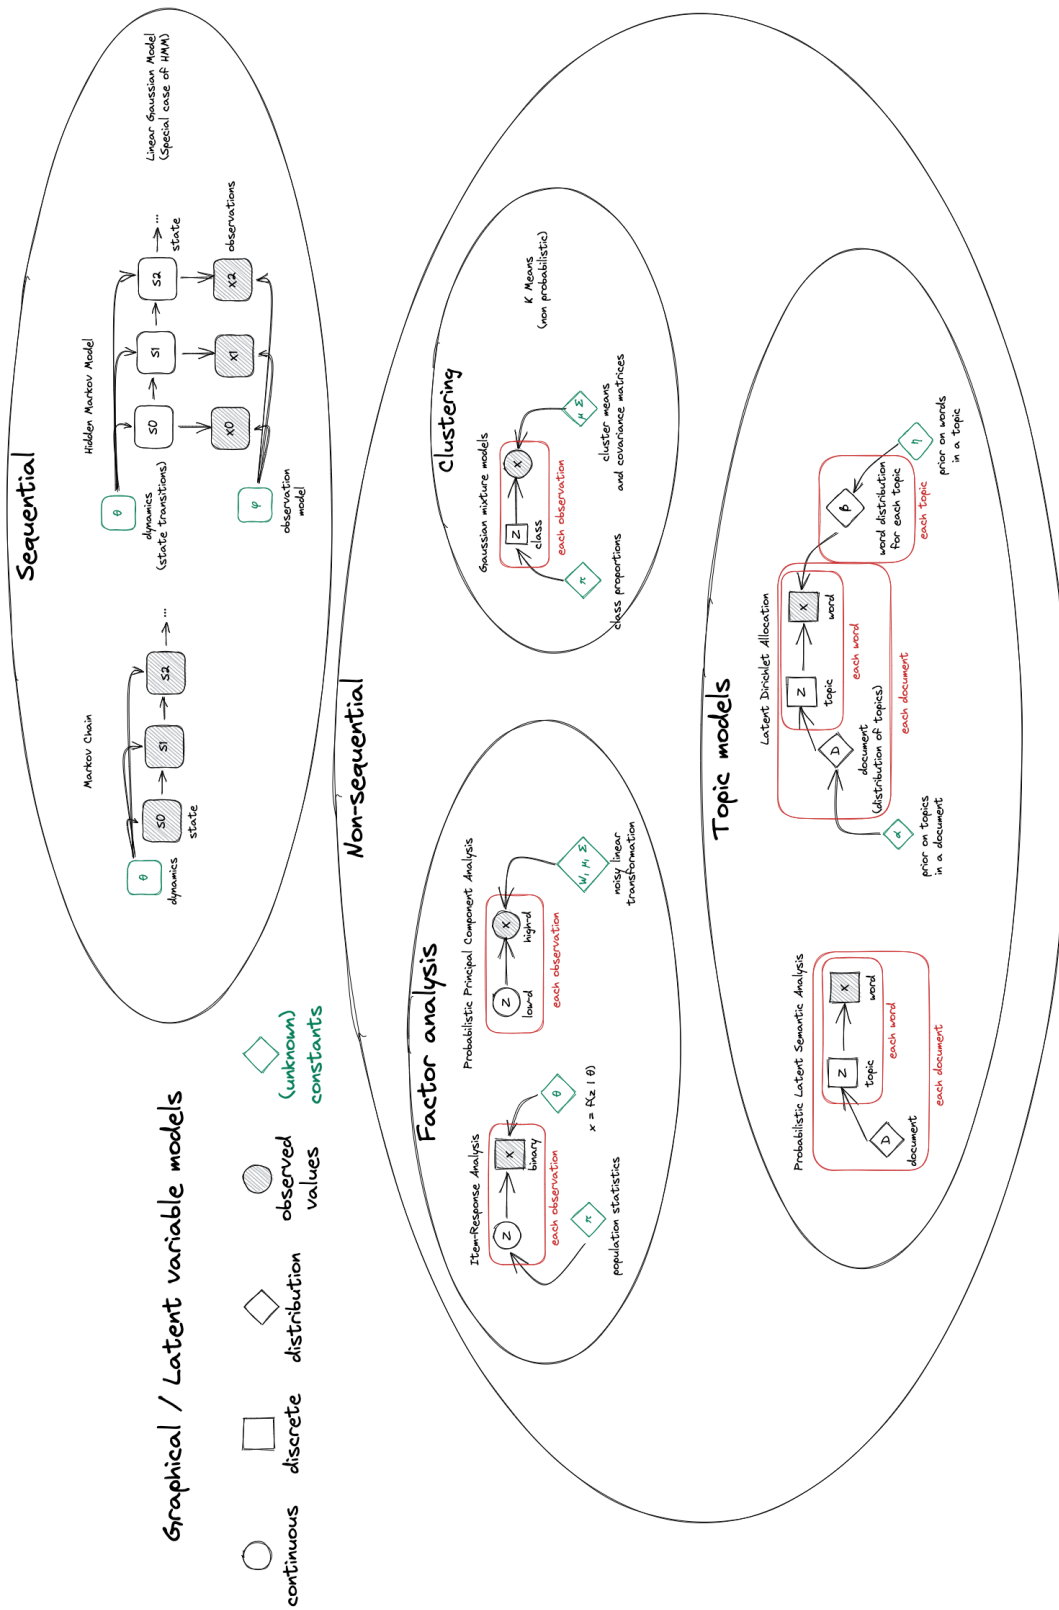 Graphical / Latent variable models
continuous
discrete
distribution
observed
values
(unknown)
constants
Sequential
Markov Chain
θ
dynamics
S0
S1
S2
...
state
Hidden Markov Model
θ
dynamics
(state transitions)
S0
S1
S2
...
state
X0
X1
X2
observations
φ
observation
model
Linear Gaussian Model
(Special case of HMM)
Non-sequential
Factor analysis
Item-Response Analysis
Z
X
binary
each observation
π
population statistics
θ
x = f(z | θ)
Probabilistic Principal Component Analysis
Z
low-d
X
high-d
each observation
W, μ, Σ
noisy linear
transformation
Clustering
Gaussian mixture models
Z
class
X
each observation
π
class proportions
μ Σ
cluster means
and covariance matrices
K Means
(non probabilistic)
Topic models
Probabilistic Latent Semantic Analysis
D
document
Z
topic
X
word
each word
each document
Latent Dirichlet Allocation
α
prior on topics
in a document
D
document
(distribution of topics)
Z
topic
X
word
each word
each document
β
word distribution
for each topic
each topic
η
prior on words
in a topic